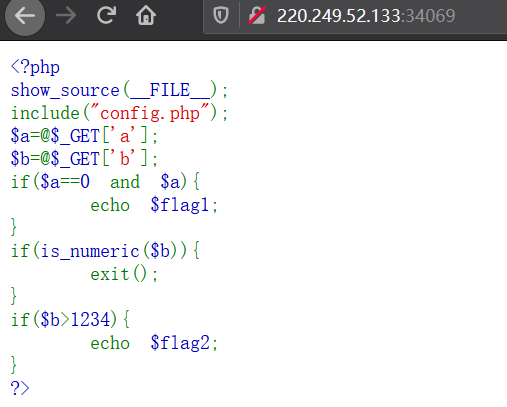 220.249.52.133:34069
<?php
show_source(__FILE__);
include("config.php");
$a=@$_GET['a'];
$b=@$_GET['b'];
if($a==0 and $a){
        echo $flag1;
}
if(is_numeric($b)){
        exit();
}
if($b>1234){
        echo $flag2;
}
?>